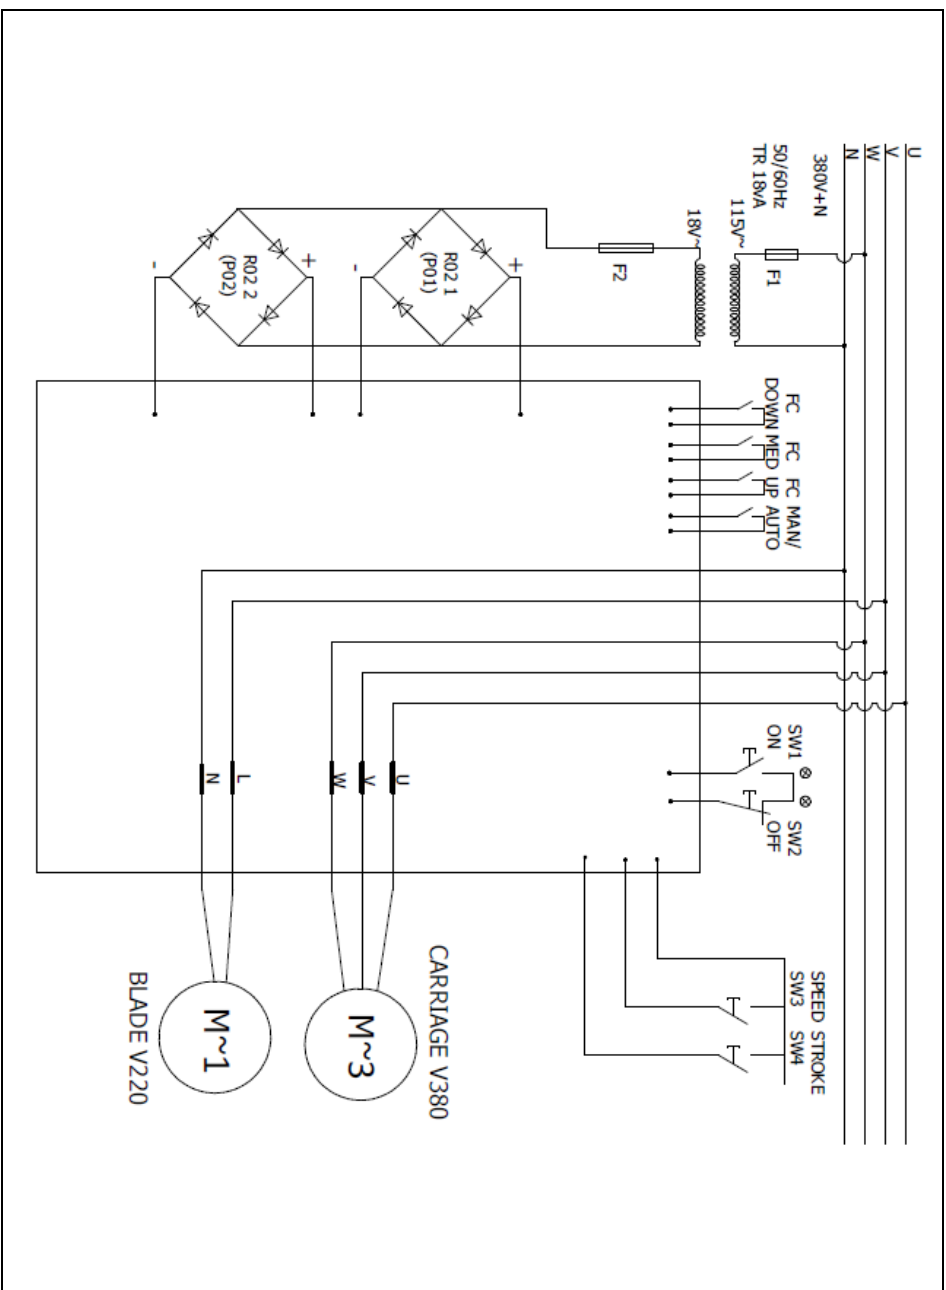 U
V
W
N
380V+N
50/60Hz
TR 18vA
F1
115V~
18V~
F2
+
R02 1
(P01)
-
+
R02 2
(P02)
-
FC
DOWN
FC
MED
FC
UP
MAN/
AUTO
SW1
ON
SW2
OFF
U
V
W
L
N
SPEED STROKE
SW3
SW4
CARRIAGE V380
M~3
BLADE V220
M~1